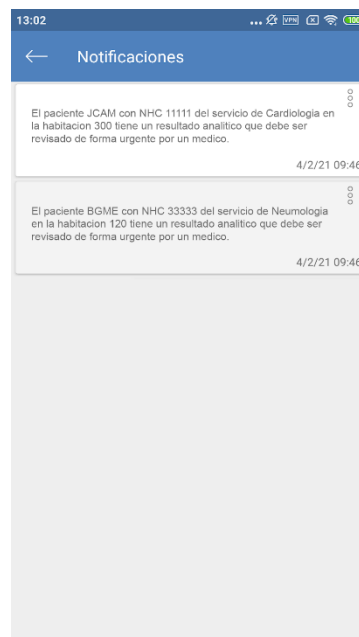 13:02 ... VPN 100
Notificaciones
El paciente JCAM con NHC 11111 del servicio de Cardiologia en
la habitacion 300 tiene un resultado analitico que debe ser
revisado de forma urgente por un medico.
4/2/21 09:46
El paciente BGME con NHC 33333 del servicio de Neumologia
en la habitacion 120 tiene un resultado analitico que debe ser
revisado de forma urgente por un medico.
4/2/21 09:46